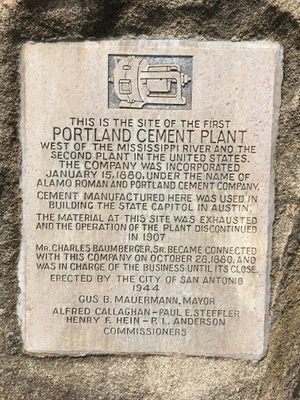 THIS IS THE SITE OF THE FIRST
PORTLAND CEMENT PLANT
WEST OF THE MISSISSIPPI RIVER AND THE
SECOND PLANT IN THE UNITED STATES.
THE COMPANY WAS INCORPORATED
JANUARY 15, 1880, UNDER THE NAME OF
ALAMO ROMAN AND PORTLAND CEMENT COMPANY.
CEMENT MANUFACTURED HERE WAS USED IN
BUILDING THE STATE CAPITOL IN AUSTIN.
THE MATERIAL AT THIS SITE WAS EXHAUSTED
AND THE OPERATION OF THE PLANT DISCONTINUED
IN 1907.
MR. CHARLES BAUMBERGER, SR. BECAME CONNECTED
WITH THIS COMPANY ON OCTOBER 28, 1880, AND
WAS IN CHARGE OF THE BUSINESS UNTIL ITS CLOSE.
ERECTED BY THE CITY OF SAN ANTONIO
1944
GUS B. MAUERMANN, MAYOR
ALFRED CALLAGHAN - PAUL E. STEFFLER
HENRY F. HEIN - P. L. ANDERSON
COMMISSIONERS